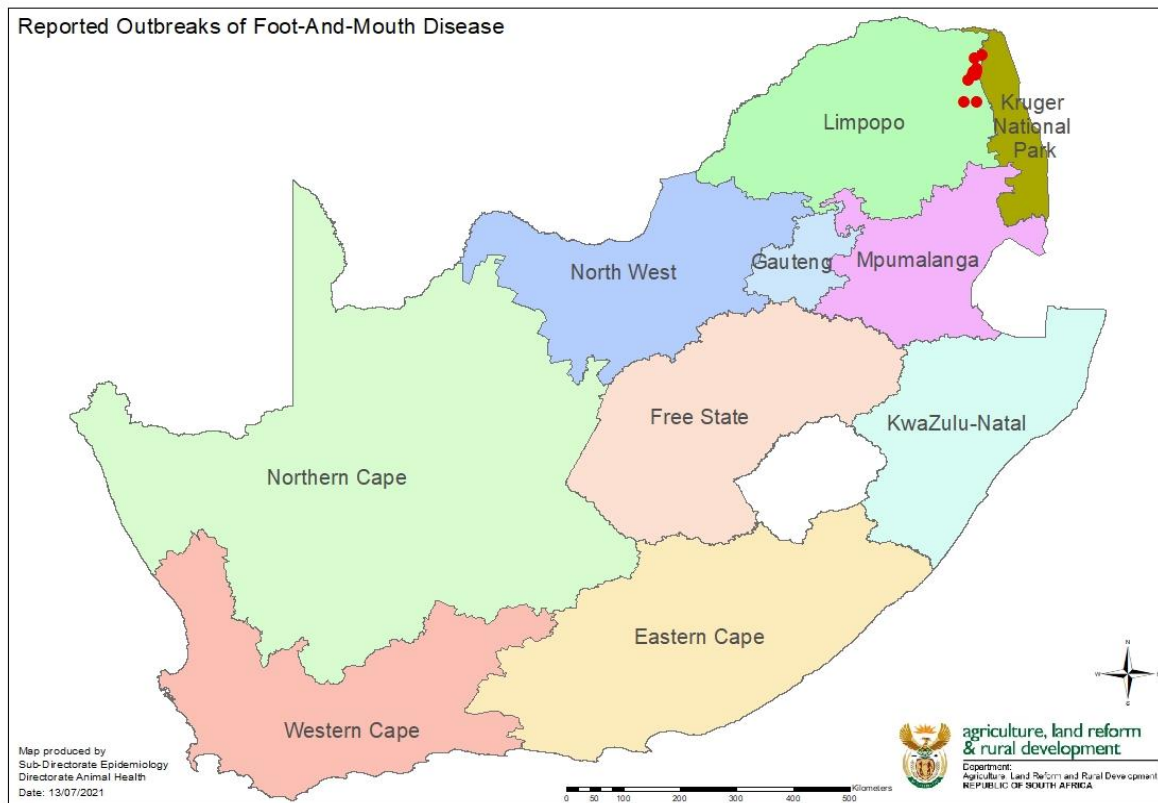 Reported Outbreaks of Foot-And-Mouth Disease
Limpopo
Kruger
National
Park
North West
Gauteng
Mpumalanga
Free State
KwaZulu-Natal
Northern Cape
Eastern Cape
Western Cape
N
W
S
Map produced by
Sub-Directorate Epidemiology
Directorate Animal Health
Date: 13/07/2021
Kilometers
0 50 100 200 300 400 500
agriculture, land reform
& rural development
Department:
Agriculture, Land Reform and Rural Development
REPUBLIC OF SOUTH AFRICA